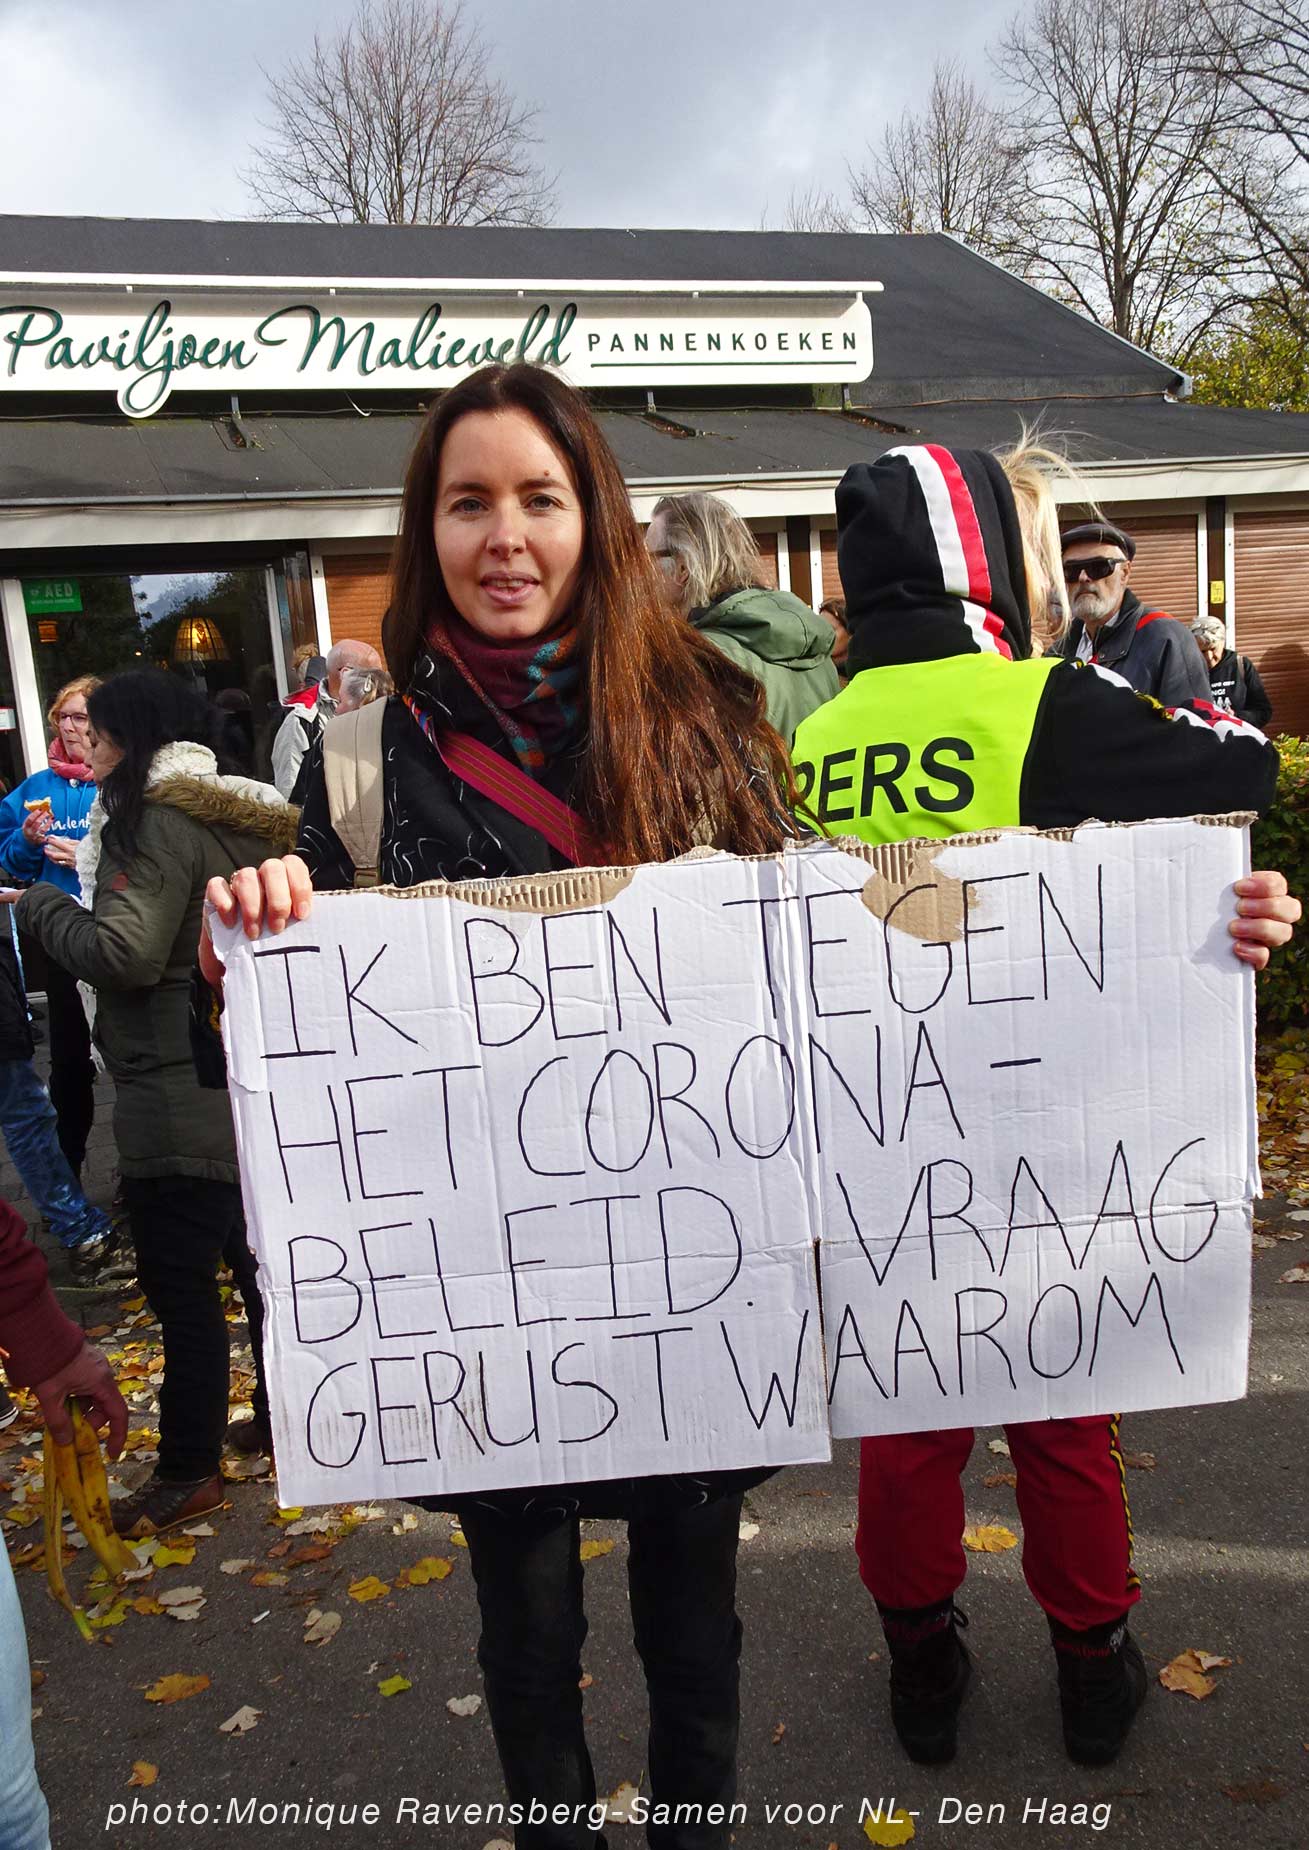 Paviljoen Malieveld PANNENKOEKEN
AED
PERS
IK BEN TEGEN
HET CORONA-
BELEID. VRAAG
GERUST WAAROM
photo:Monique Ravensberg-Samen voor NL- Den Haag